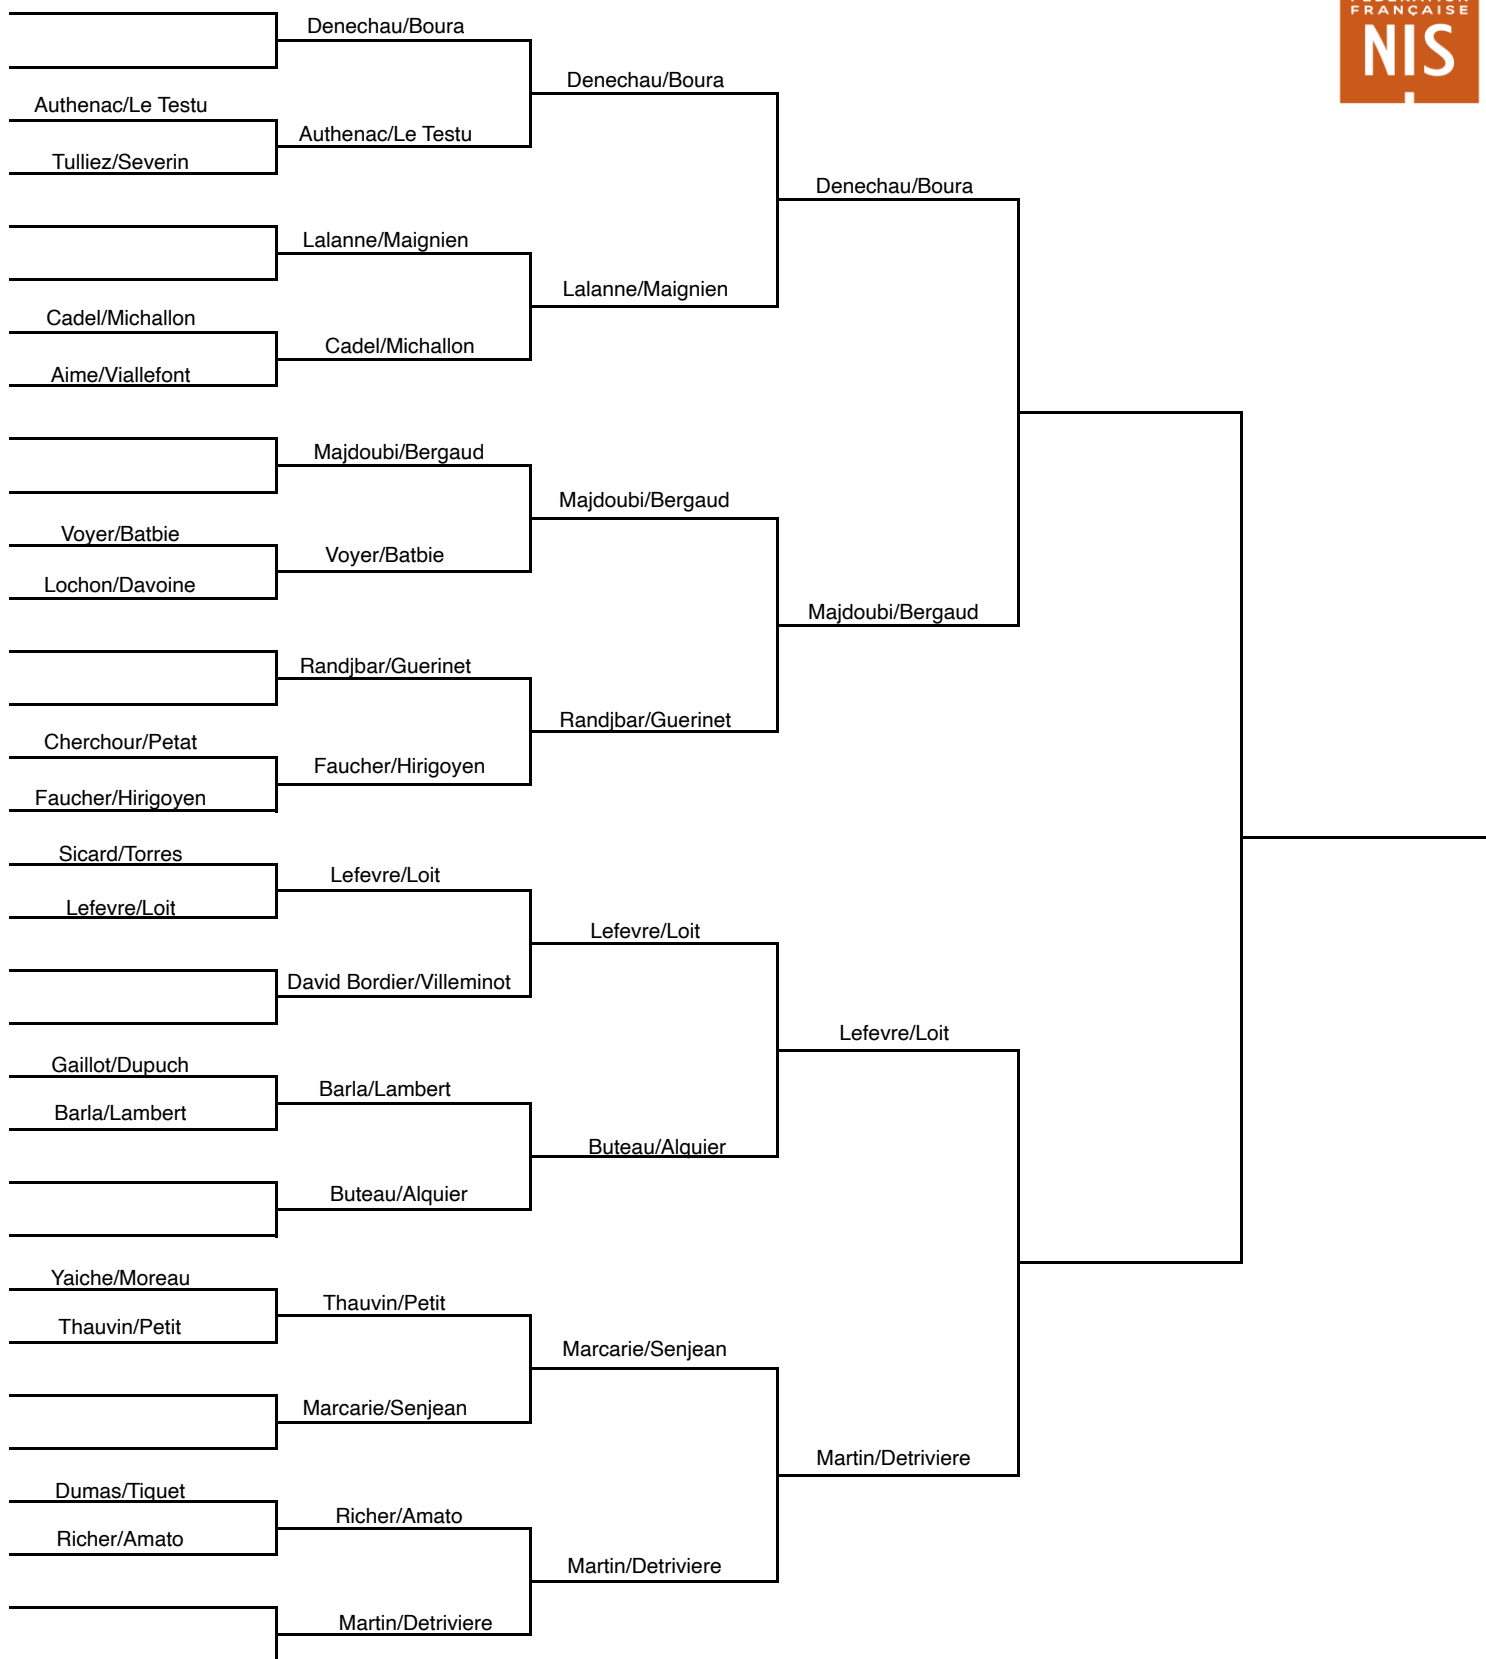 FRANÇAISE
NIS
Denechau/Boura
Denechau/Boura
Authenac/Le Testu
Authenac/Le Testu
Tulliez/Severin
Denechau/Boura
Lalanne/Maignien
Lalanne/Maignien
Cadel/Michallon
Cadel/Michallon
Aime/Viallefont
Majdoubi/Bergaud
Majdoubi/Bergaud
Voyer/Batbie
Voyer/Batbie
Lochon/Davoine
Majdoubi/Bergaud
Randjbar/Guerinet
Randjbar/Guerinet
Cherchour/Petat
Faucher/Hirigoyen
Faucher/Hirigoyen
Sicard/Torres
Lefevre/Loit
Lefevre/Loit
Lefevre/Loit
David Bordier/Villeminot
Lefevre/Loit
Gaillot/Dupuch
Barla/Lambert
Barla/Lambert
Buteau/Alquier
Buteau/Alquier
Yaiche/Moreau
Thauvin/Petit
Thauvin/Petit
Marcarie/Senjean
Marcarie/Senjean
Martin/Detriviere
Dumas/Tiquet
Richer/Amato
Richer/Amato
Martin/Detriviere
Martin/Detriviere